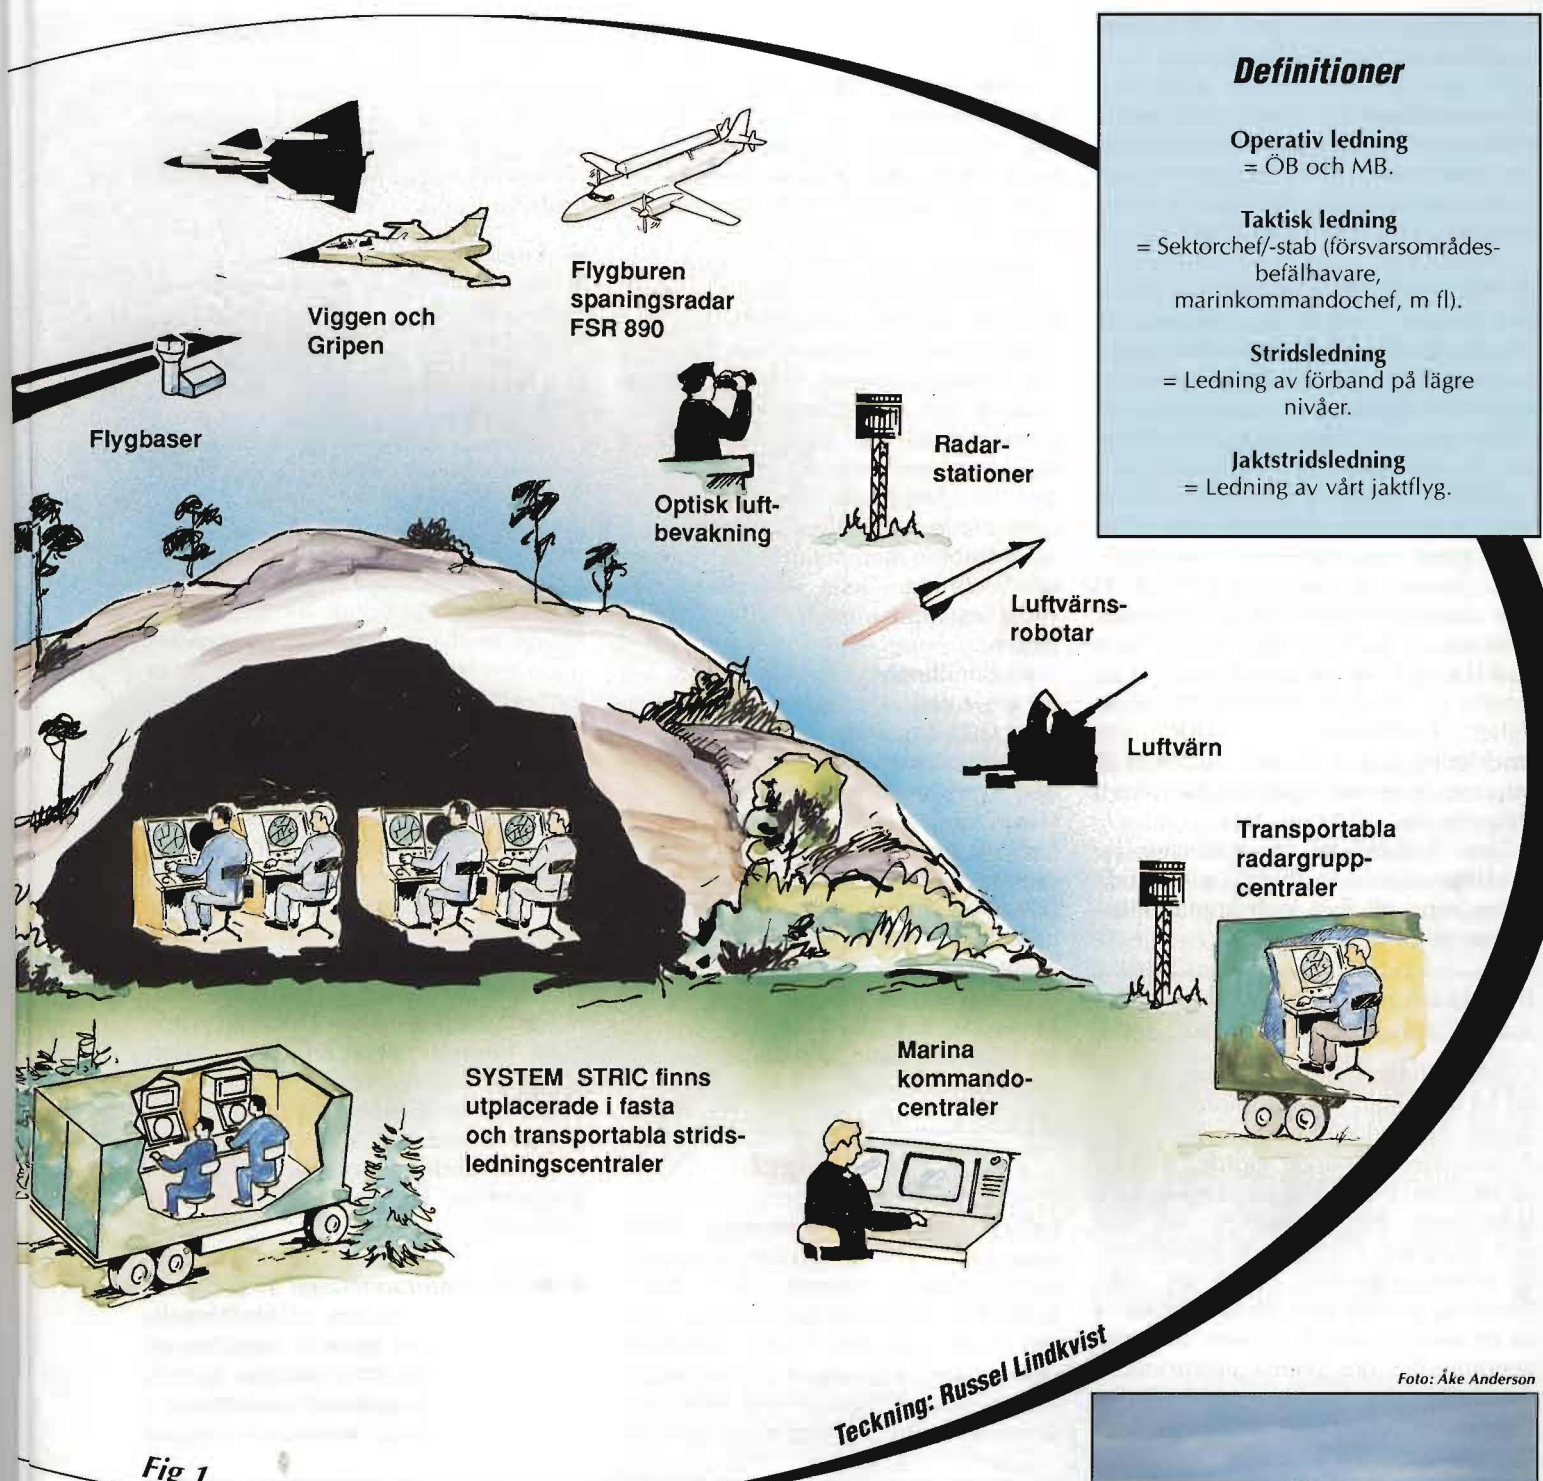 Definitioner
Operativ ledning
= ÖB och MB.
Taktisk ledning
= Sektorchef/-stab (försvarsområdes-
befälhavare,
marinkommandochef, m fl).
Stridsledning
= Ledning av förband på lägre
nivåer.
Jaktstridsledning
= Ledning av vårt jaktflyg.
Viggen och
Gripen
Flygburen
spaningsradar
FSR 890
Flygbaser
Optisk luft-
bevakning
Radar-
stationer
Luftvärns-
robotar
Luftvärn
Transportabla
radargrupp-
centraler
SYSTEM STRIC finns
utplacerade i fasta
och transportabla strids-
ledningscentraler
Marina
kommando-
centraler
Teckning: Russel Lindkvist
Foto: Åke Anderson
Fig 1